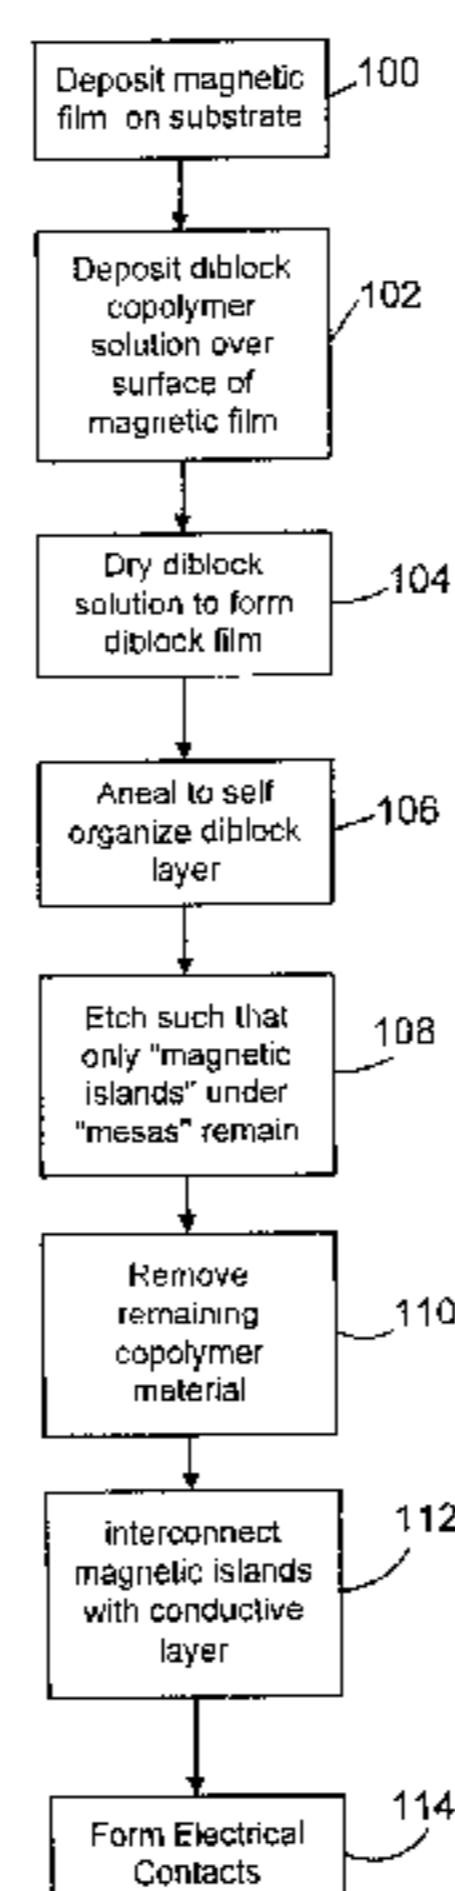 Deposit magnetic
film on substrate
100
Deposit diblock
copolymer
solution over
surface of
magnetic film
102
Dry diblock
solution to form
diblock film
104
Aneal to self
organize diblock
layer
106
Etch such that
only "magnetic
islands" under
"mesas" remain
108
Remove
remaining
copolymer
material
110
interconnect
magnetic islands
with conductive
layer
112
Form Electrical
Contacts
114